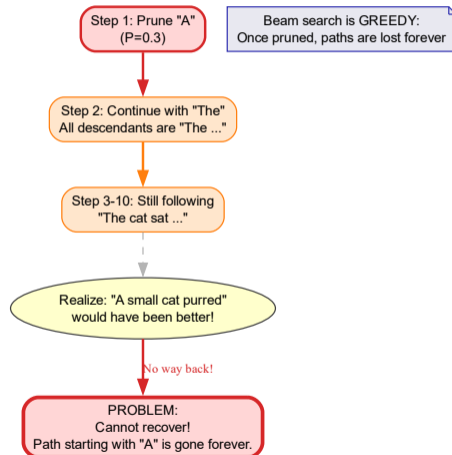 Step 1: Prune "A"
(P=0.3)
Beam search is GREEDY:
Once pruned, paths are lost forever
Step 2: Continue with "The"
All descendants are "The ..."
Step 3-10: Still following
"The cat sat ..."
Realize: "A small cat purred"
would have been better!
No way back!
PROBLEM:
Cannot recover!
Path starting with "A" is gone forever.